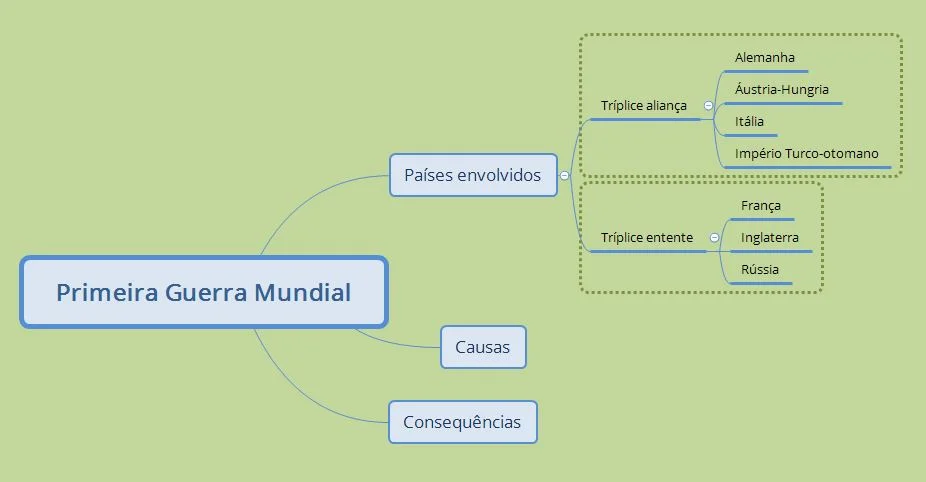 Primeira Guerra Mundial
Países envolvidos
Tríplice aliança
Alemanha
Áustria-Hungria
Itália
Império Turco-otomano
Tríplice entente
França
Inglaterra
Rússia
Causas
Consequências